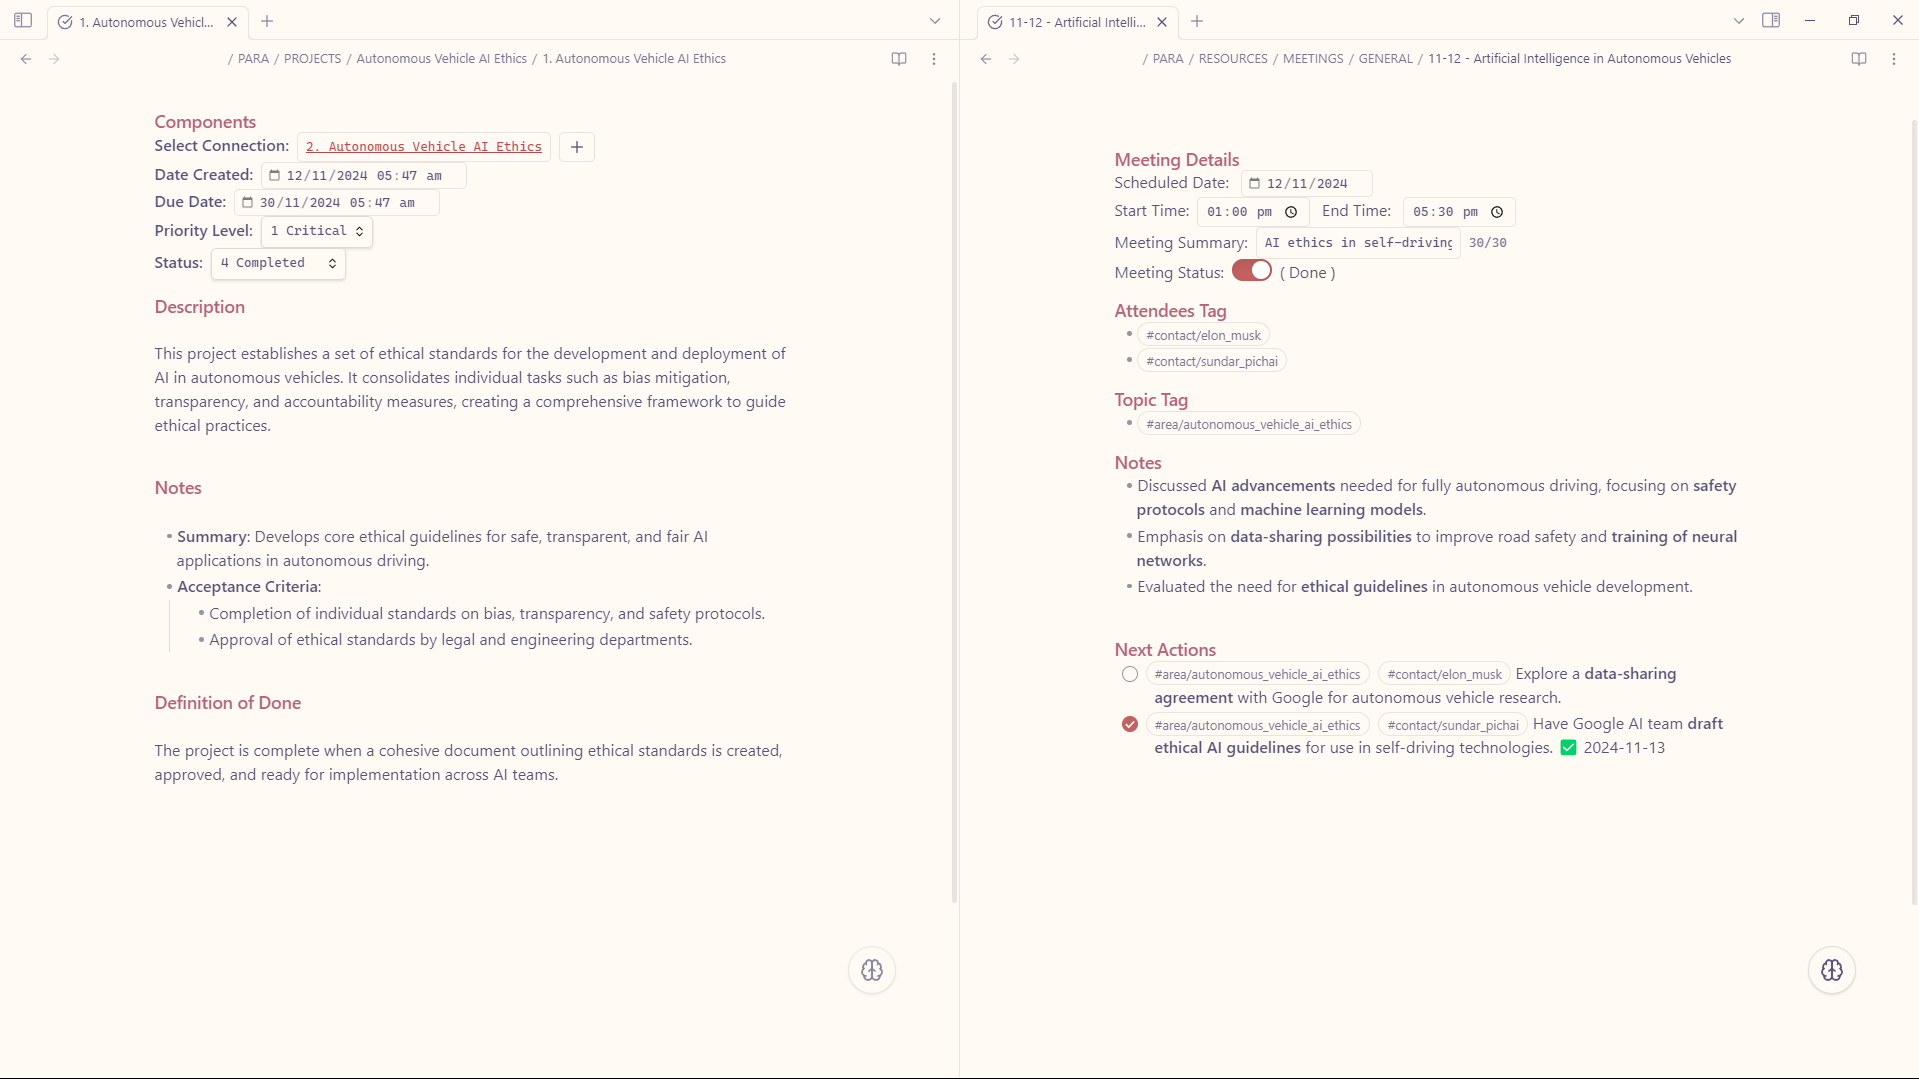 1. Autonomous Vehicl...
/ PARA / PROJECTS / Autonomous Vehicle AI Ethics / 1. Autonomous Vehicle AI Ethics
Components
Select Connection: 2. Autonomous Vehicle AI Ethics +
Date Created: 12/11/2024 05:47 am
Due Date: 30/11/2024 05:47 am
Priority Level: 1 Critical
Status: 4 Completed
Description
This project establishes a set of ethical standards for the development and deployment of
AI in autonomous vehicles. It consolidates individual tasks such as bias mitigation,
transparency, and accountability measures, creating a comprehensive framework to guide
ethical practices.
Notes
• Summary: Develops core ethical guidelines for safe, transparent, and fair AI
applications in autonomous driving.
• Acceptance Criteria:
• Completion of individual standards on bias, transparency, and safety protocols.
• Approval of ethical standards by legal and engineering departments.
Definition of Done
The project is complete when a cohesive document outlining ethical standards is created,
approved, and ready for implementation across AI teams.
11-12 - Artificial Intelli...
/ PARA / RESOURCES / MEETINGS / GENERAL / 11-12 - Artificial Intelligence in Autonomous Vehicles
Meeting Details
Scheduled Date: 12/11/2024
Start Time: 01:00 pm End Time: 05:30 pm
Meeting Summary: AI ethics in self-driving 30/30
Meeting Status: ( Done )
Attendees Tag
• #contact/elon_musk
• #contact/sundar_pichai
Topic Tag
• #area/autonomous_vehicle_ai_ethics
Notes
• Discussed AI advancements needed for fully autonomous driving, focusing on safety
protocols and machine learning models.
• Emphasis on data-sharing possibilities to improve road safety and training of neural
networks.
• Evaluated the need for ethical guidelines in autonomous vehicle development.
Next Actions
#area/autonomous_vehicle_ai_ethics #contact/elon_musk Explore a data-sharing
agreement with Google for autonomous vehicle research.
#area/autonomous_vehicle_ai_ethics #contact/sundar_pichai Have Google AI team draft
ethical AI guidelines for use in self-driving technologies. ✅ 2024-11-13